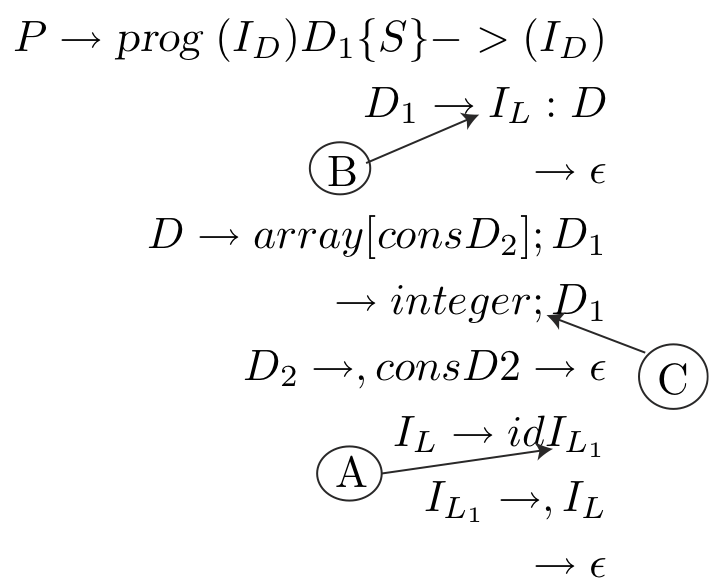 P → prog (I_D)D_1{S}− > (I_D)
D_1 → I_L : D
B
→ ϵ
D → array[consD_2]; D_1
→ integer; D_1
D_2 →, consD2 → ϵ
C
I_L → idI_{L_1}
A
I_{L_1} →, I_L
→ ϵ